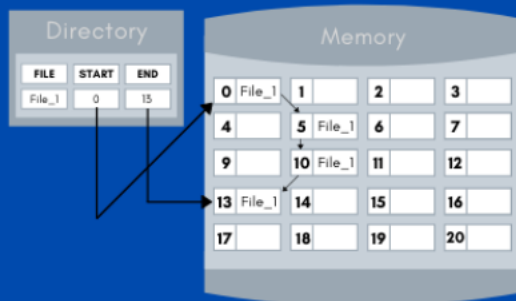 Directory
FILE START END
File_1 0 13
Memory
0 File_1 1 2 3
4 5 File_1 6 7
9 10 File_1 11 12
13 File_1 14 15 16
17 18 19 20